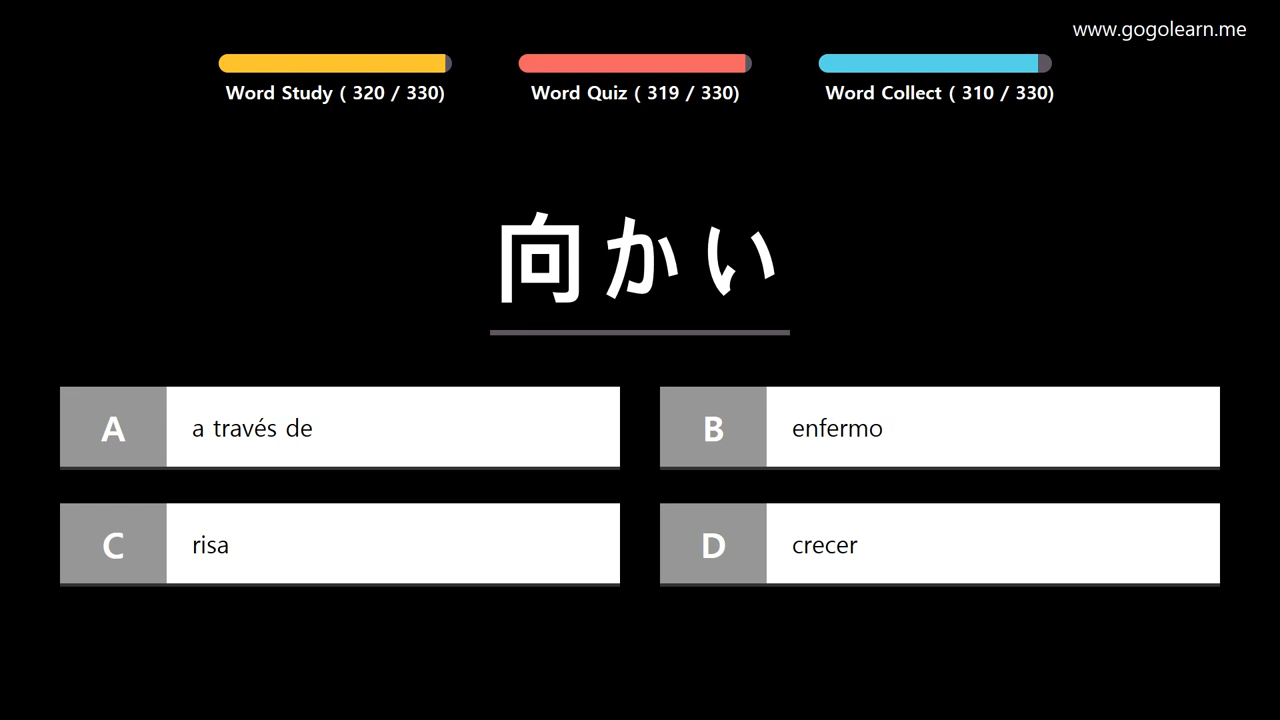 www.gogolearn.me
Word Study ( 320 / 330)
Word Quiz ( 319 / 330)
Word Collect ( 310 / 330)
向かい
A a través de
B enfermo
C risa
D crecer